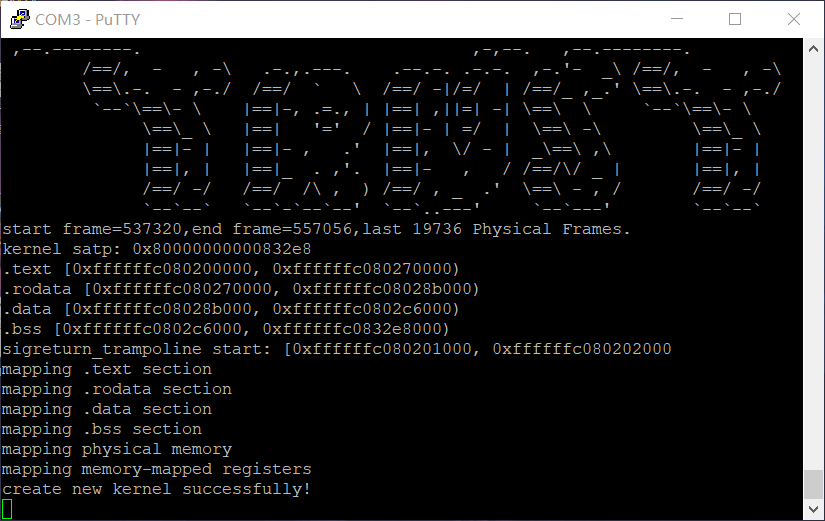 COM3 - PuTTY
 ,--.--------.                                 ,-,--.   ,--.--------.
        /==/,  -   , -\   .-.,.---.    .--.-. .-.-.  ,-.'-  _\ /==/,  -   , -\
        \==\.-.  - ,-./  /==/  `   \  /==/ -|/=/  | /==/_ ,_.' \==\.-.  - ,-./
         `--`\==\- \    |==|-, .=., | |==| ,||=| -| \==\  \     `--`\==\- \
              \==\_ \   |==|   '='  / |==|- | =/  |  \==\ -\         \==\_ \
              |==|- |   |==|- ,   .'  |==|,  \/ - |  _\==\ ,\        |==|- |
              |==|, |   |==|_  . ,'.  |==|-   ,   / /==/\/ _ |       |==|, |
              /==/ -/   /==/  /\ ,  ) /==/ , _  .'  \==\ - , /       /==/ -/
              `--`--`   `--`-`--`--'  `--`..---'     `--`---'        `--`--`
start frame=537320,end frame=557056,last 19736 Physical Frames.
kernel satp: 0x80000000000832e8
.text [0xffffffc080200000, 0xffffffc080270000)
.rodata [0xffffffc080270000, 0xffffffc08028b000)
.data [0xffffffc08028b000, 0xffffffc0802c6000)
.bss [0xffffffc0802c6000, 0xffffffc0832e8000)
sigreturn_trampoline start: [0xffffffc080201000, 0xffffffc080202000
mapping .text section
mapping .rodata section
mapping .data section
mapping .bss section
mapping physical memory
mapping memory-mapped registers
create new kernel successfully!